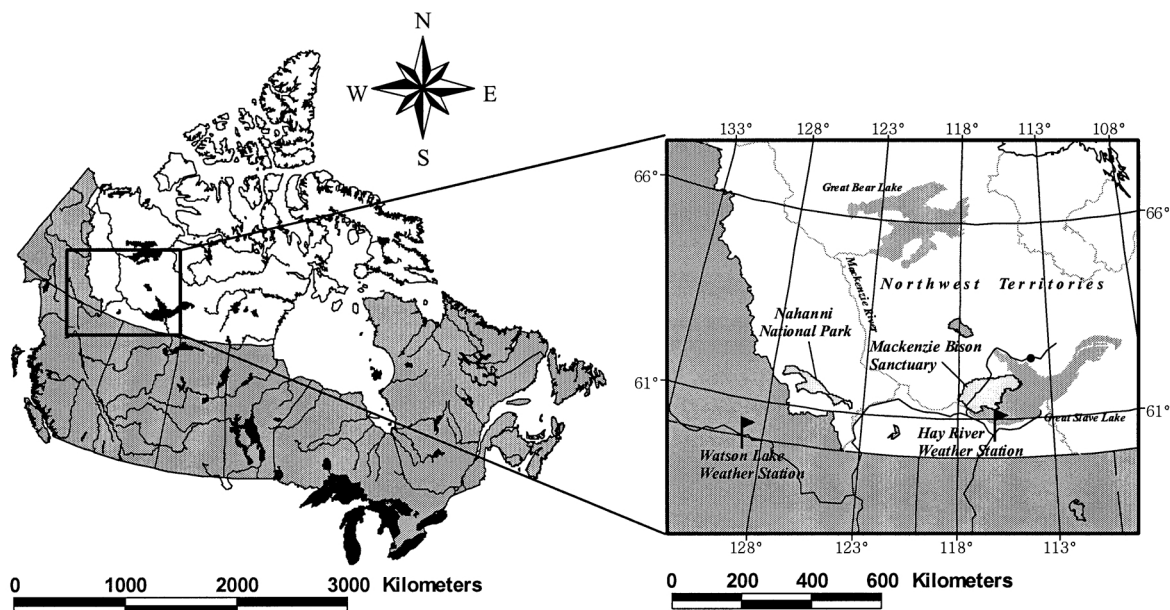 N
W E
S
0 1000 2000 3000 Kilometers
133° 128° 123° 118° 113° 108°
66°
66°
Great Bear Lake
Mackenzie River
Northwest Territories
Nahanni
National Park
Mackenzie Bison
Sanctuary
61°
61°
Great Slave Lake
Hay River
Weather Station
Watson Lake
Weather Station
128° 123° 118° 113°
0 200 400 600 Kilometers